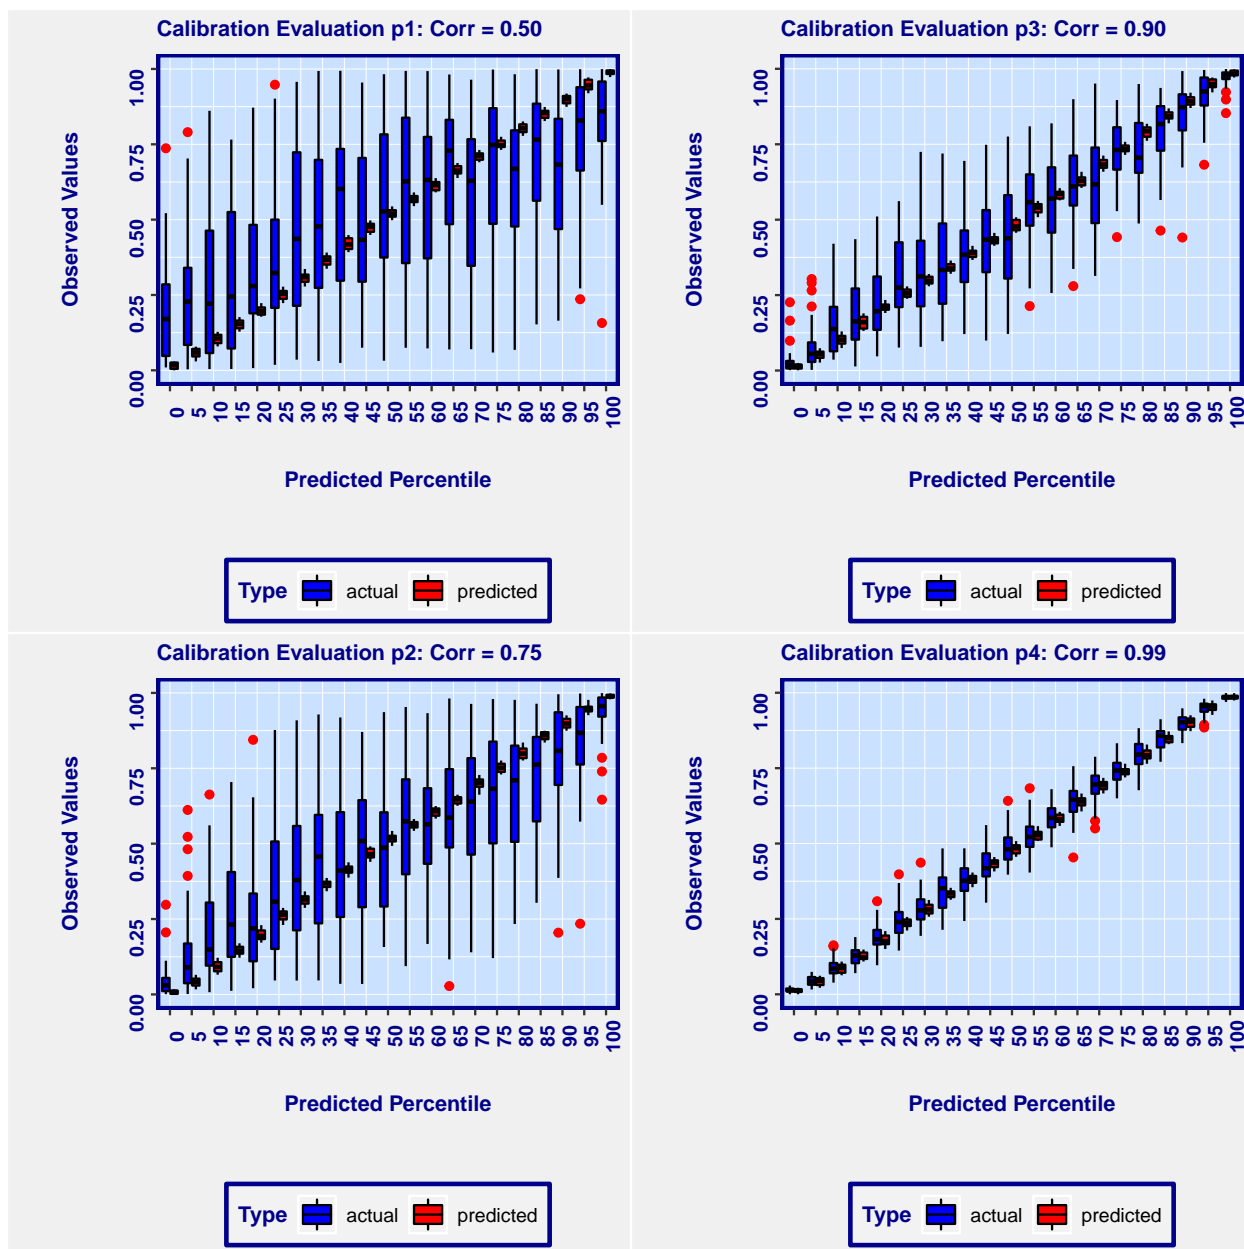 Calibration Evaluation p1: Corr = 0.50
Observed Values
1.00
0.75
0.50
0.25
0.00
0 5 10 15 20 25 30 35 40 45 50 55 60 65 70 75 80 85 90 95 100
Predicted Percentile
Type actual predicted
Calibration Evaluation p3: Corr = 0.90
Observed Values
1.00
0.75
0.50
0.25
0.00
0 5 10 15 20 25 30 35 40 45 50 55 60 65 70 75 80 85 90 95 100
Predicted Percentile
Type actual predicted
Calibration Evaluation p2: Corr = 0.75
Observed Values
1.00
0.75
0.50
0.25
0.00
0 5 10 15 20 25 30 35 40 45 50 55 60 65 70 75 80 85 90 95 100
Predicted Percentile
Type actual predicted
Calibration Evaluation p4: Corr = 0.99
Observed Values
1.00
0.75
0.50
0.25
0.00
0 5 10 15 20 25 30 35 40 45 50 55 60 65 70 75 80 85 90 95 100
Predicted Percentile
Type actual predicted